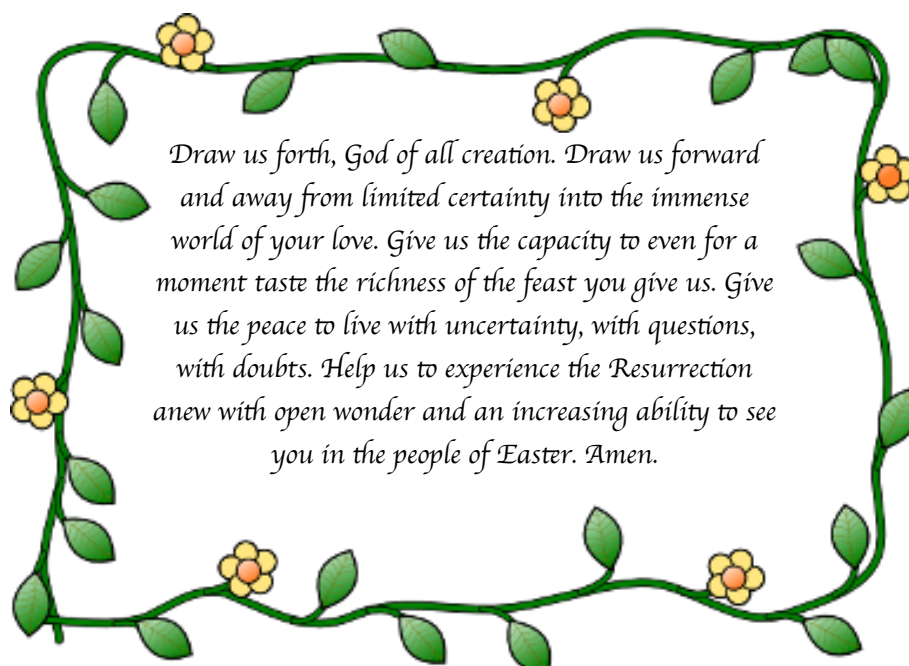 Draw us forth, God of all creation. Draw us forward
and away from limited certainty into the immense
world of your love. Give us the capacity to even for a
moment taste the richness of the feast you give us. Give
us the peace to live with uncertainty, with questions,
with doubts. Help us to experience the Resurrection
anew with open wonder and an increasing ability to see
you in the people of Easter. Amen.